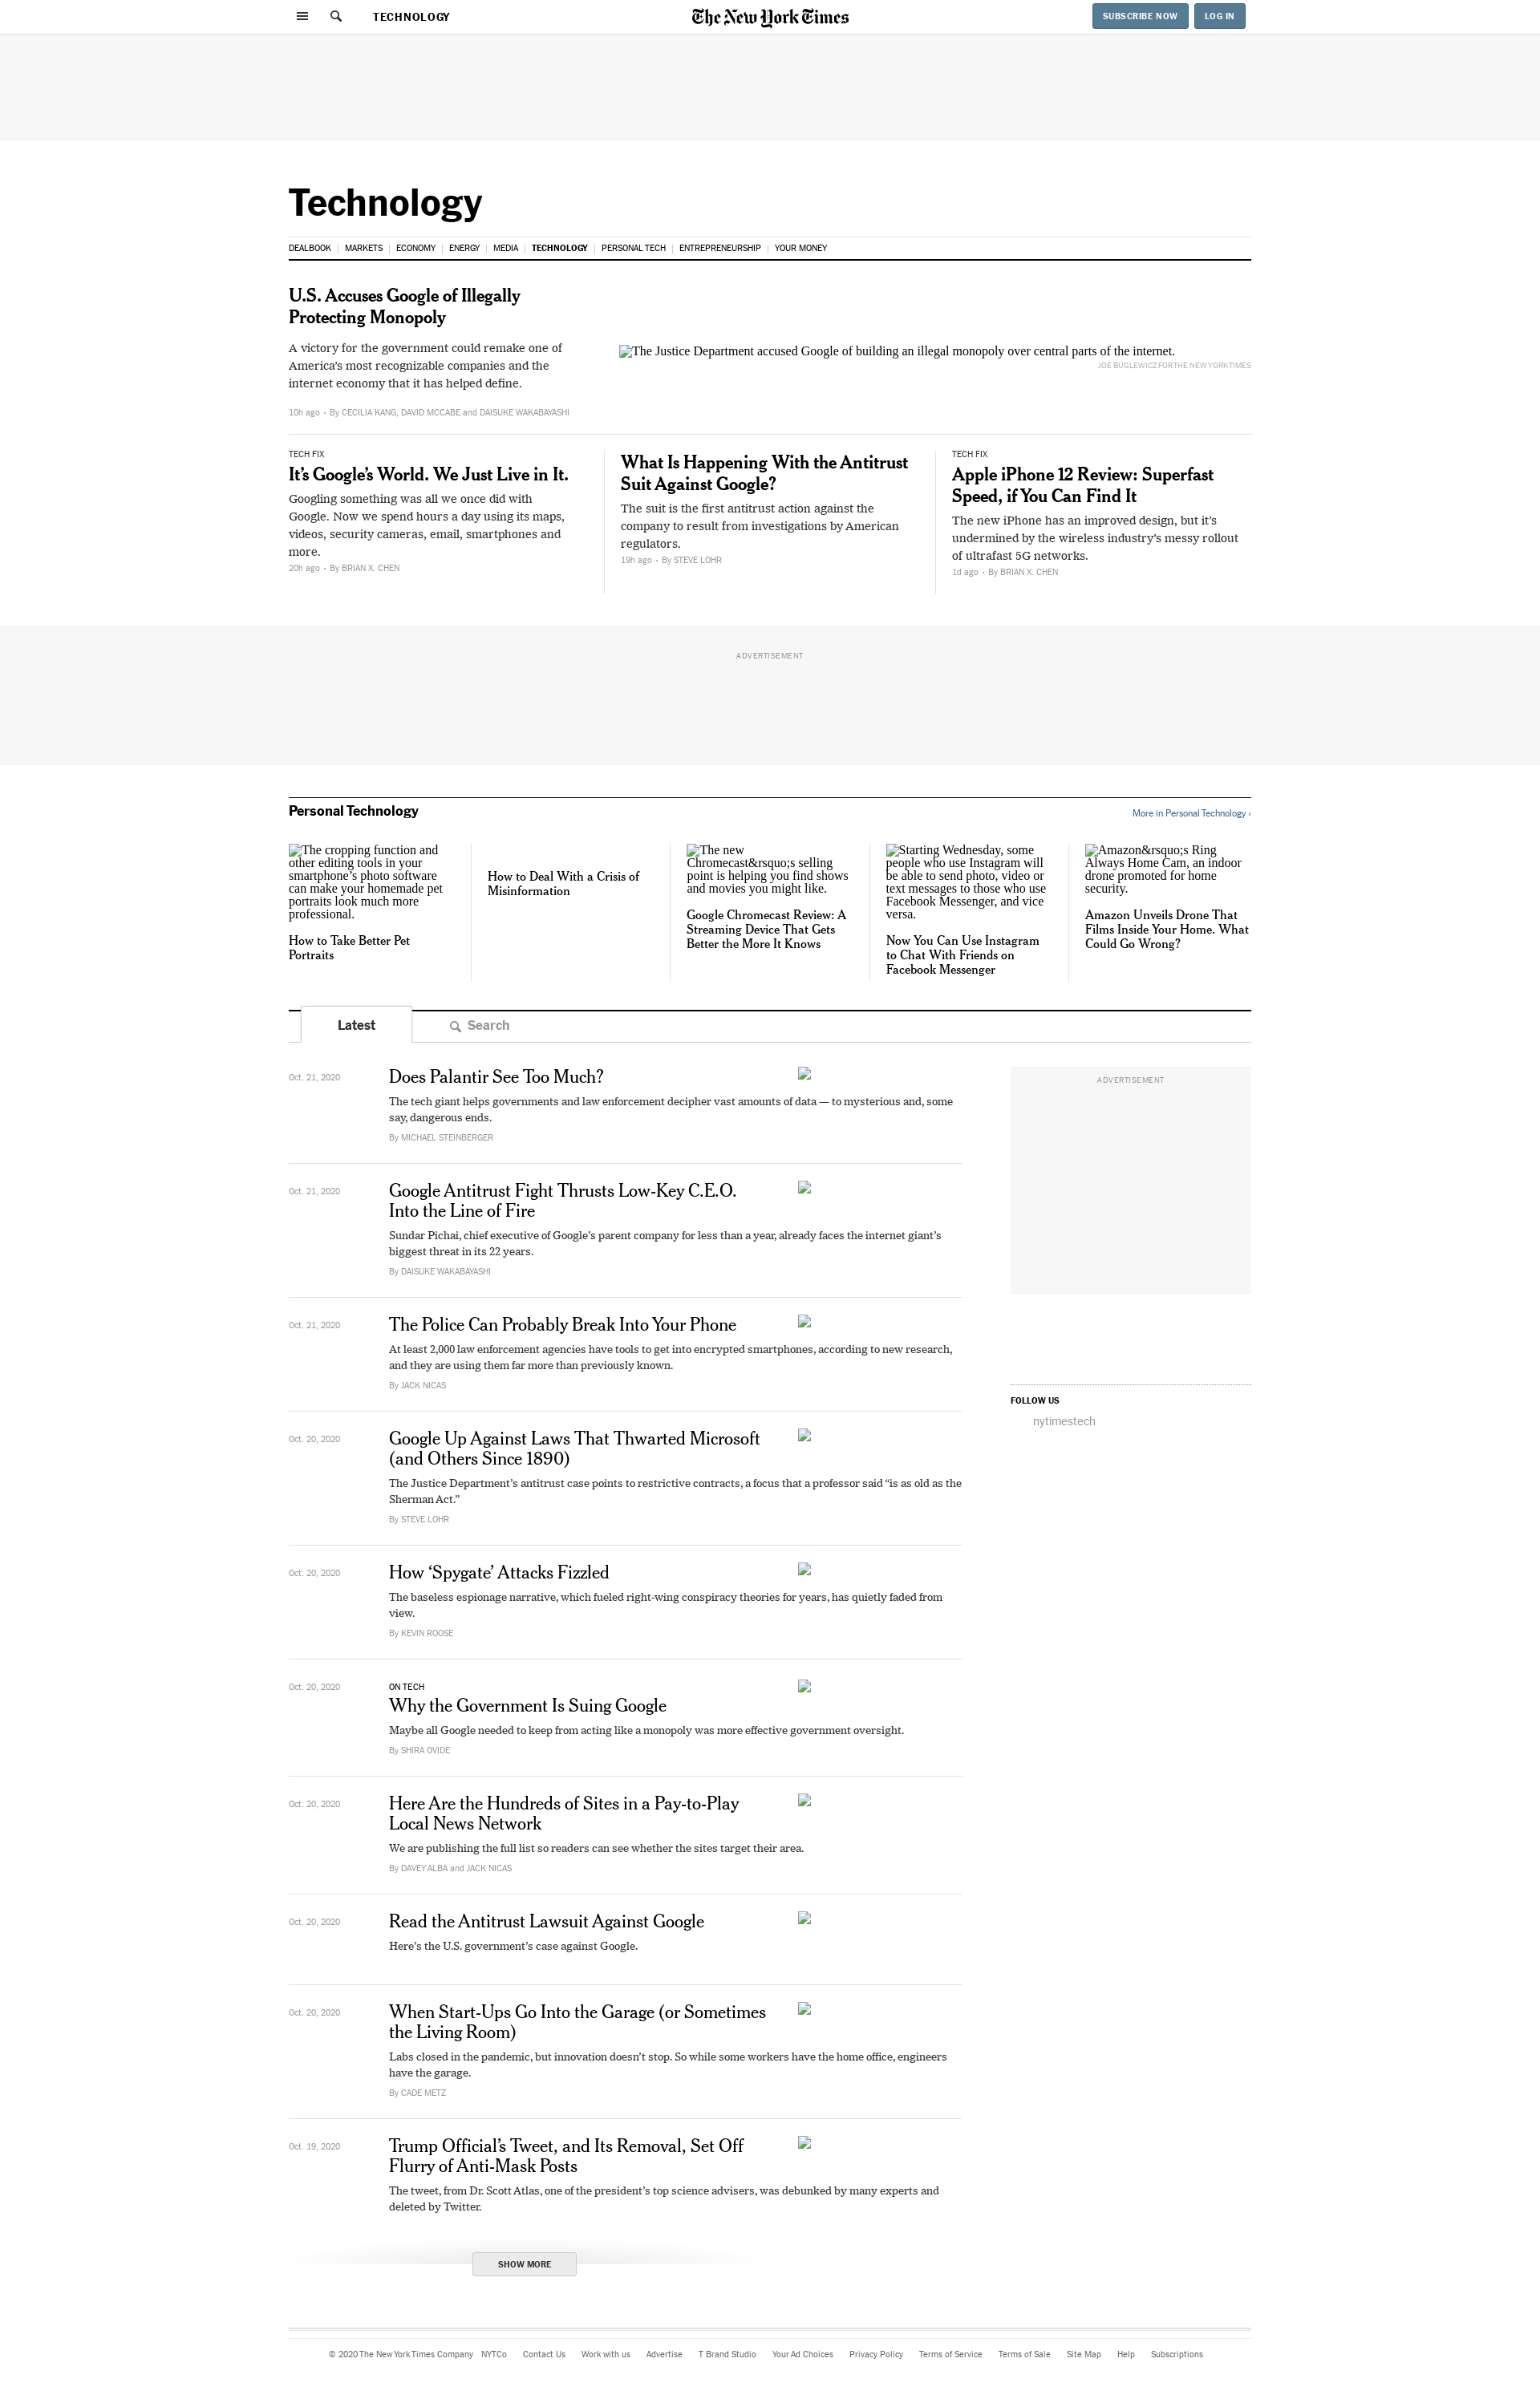 TECHNOLOGY
The New York Times
SUBSCRIBE NOW
LOG IN
Technology
DEALBOOK
MARKETS
ECONOMY
ENERGY
MEDIA
TECHNOLOGY
PERSONAL TECH
ENTREPRENEURSHIP
YOUR MONEY
U.S. Accuses Google of Illegally
Protecting Monopoly
A victory for the government could remake one of
America’s most recognizable companies and the
internet economy that it has helped define.
10h ago • By CECILIA KANG, DAVID MCCABE and DAISUKE WAKABAYASHI
The Justice Department accused Google of building an illegal monopoly over central parts of the internet.
JOE BUGLEWICZ FOR THE NEW YORK TIMES
TECH FIX
It’s Google’s World. We Just Live in It.
Googling something was all we once did with
Google. Now we spend hours a day using its maps,
videos, security cameras, email, smartphones and
more.
20h ago • By BRIAN X. CHEN
What Is Happening With the Antitrust
Suit Against Google?
The suit is the first antitrust action against the
company to result from investigations by American
regulators.
19h ago • By STEVE LOHR
TECH FIX
Apple iPhone 12 Review: Superfast
Speed, if You Can Find It
The new iPhone has an improved design, but it’s
undermined by the wireless industry’s messy rollout
of ultrafast 5G networks.
1d ago • By BRIAN X. CHEN
ADVERTISEMENT
Personal Technology
More in Personal Technology ›
The cropping function and
other editing tools in your
smartphone’s photo software
can make your homemade pet
portraits look much more
professional.
How to Take Better Pet
Portraits
How to Deal With a Crisis of
Misinformation
The new
Chromecast&rsquo;s selling
point is helping you find shows
and movies you might like.
Google Chromecast Review: A
Streaming Device That Gets
Better the More It Knows
Starting Wednesday, some
people who use Instagram will
be able to send photo, video or
text messages to those who use
Facebook Messenger, and vice
versa.
Now You Can Use Instagram
to Chat With Friends on
Facebook Messenger
Amazon&rsquo;s Ring
Always Home Cam, an indoor
drone promoted for home
security.
Amazon Unveils Drone That
Films Inside Your Home. What
Could Go Wrong?
Latest
Search
Oct. 21, 2020
Does Palantir See Too Much?
The tech giant helps governments and law enforcement decipher vast amounts of data — to mysterious and, some
say, dangerous ends.
By MICHAEL STEINBERGER
Oct. 21, 2020
Google Antitrust Fight Thrusts Low-Key C.E.O.
Into the Line of Fire
Sundar Pichai, chief executive of Google’s parent company for less than a year, already faces the internet giant’s
biggest threat in its 22 years.
By DAISUKE WAKABAYASHI
Oct. 21, 2020
The Police Can Probably Break Into Your Phone
At least 2,000 law enforcement agencies have tools to get into encrypted smartphones, according to new research,
and they are using them far more than previously known.
By JACK NICAS
Oct. 20, 2020
Google Up Against Laws That Thwarted Microsoft
(and Others Since 1890)
The Justice Department’s antitrust case points to restrictive contracts, a focus that a professor said “is as old as the
Sherman Act.”
By STEVE LOHR
Oct. 20, 2020
How ‘Spygate’ Attacks Fizzled
The baseless espionage narrative, which fueled right-wing conspiracy theories for years, has quietly faded from
view.
By KEVIN ROOSE
Oct. 20, 2020
ON TECH
Why the Government Is Suing Google
Maybe all Google needed to keep from acting like a monopoly was more effective government oversight.
By SHIRA OVIDE
Oct. 20, 2020
Here Are the Hundreds of Sites in a Pay-to-Play
Local News Network
We are publishing the full list so readers can see whether the sites target their area.
By DAVEY ALBA and JACK NICAS
Oct. 20, 2020
Read the Antitrust Lawsuit Against Google
Here’s the U.S. government’s case against Google.
Oct. 20, 2020
When Start-Ups Go Into the Garage (or Sometimes
the Living Room)
Labs closed in the pandemic, but innovation doesn’t stop. So while some workers have the home office, engineers
have the garage.
By CADE METZ
Oct. 19, 2020
Trump Official’s Tweet, and Its Removal, Set Off
Flurry of Anti-Mask Posts
The tweet, from Dr. Scott Atlas, one of the president’s top science advisers, was debunked by many experts and
deleted by Twitter.
SHOW MORE
ADVERTISEMENT
FOLLOW US
nytimestech
© 2020 The New York Times Company
NYTCo
Contact Us
Work with us
Advertise
T Brand Studio
Your Ad Choices
Privacy Policy
Terms of Service
Terms of Sale
Site Map
Help
Subscriptions